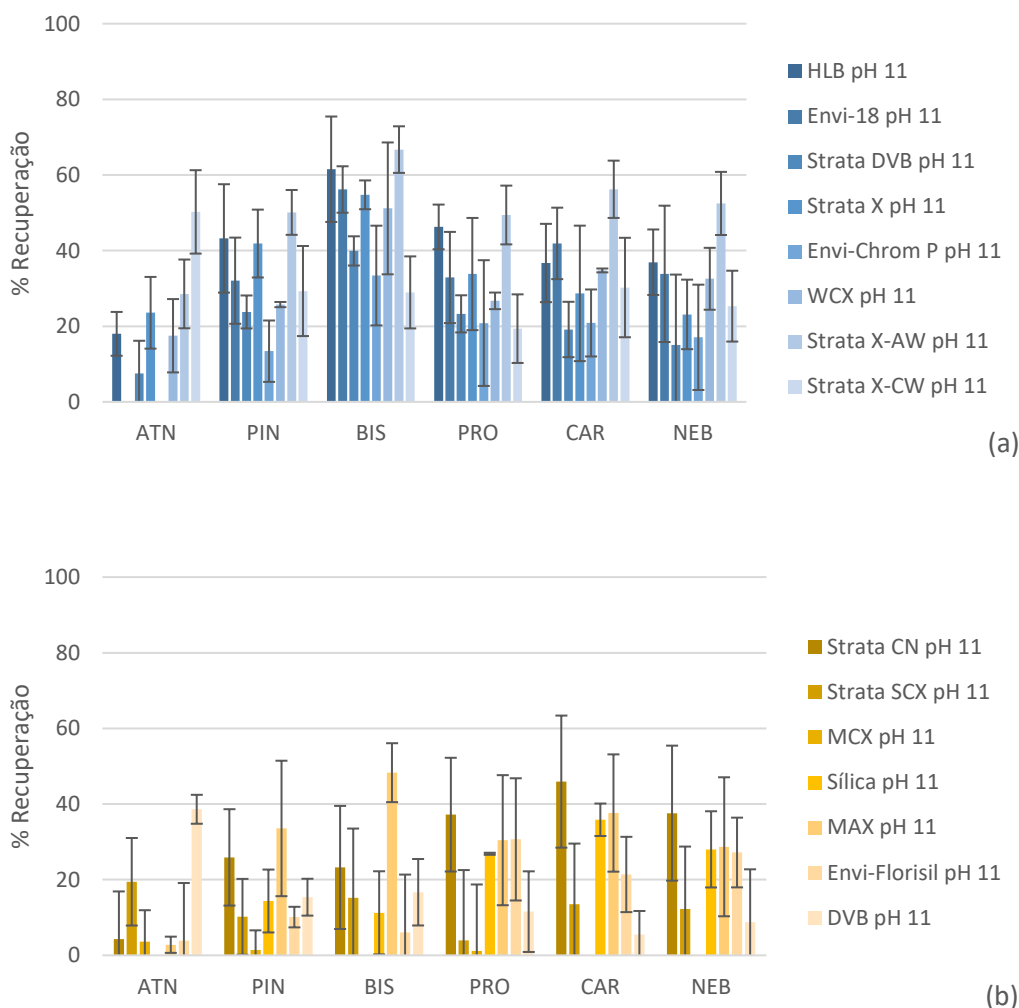 100
80
60
40
20
0
% Recuperação
ATN PIN BIS PRO CAR NEB
HLB pH 11
Envi-18 pH 11
Strata DVB pH 11
Strata X pH 11
Envi-Chrom P pH 11
WCX pH 11
Strata X-AW pH 11
Strata X-CW pH 11
(a)
100
80
60
40
20
0
% Recuperação
ATN PIN BIS PRO CAR NEB
Strata CN pH 11
Strata SCX pH 11
MCX pH 11
Sílica pH 11
MAX pH 11
Envi-Florisil pH 11
DVB pH 11
(b)